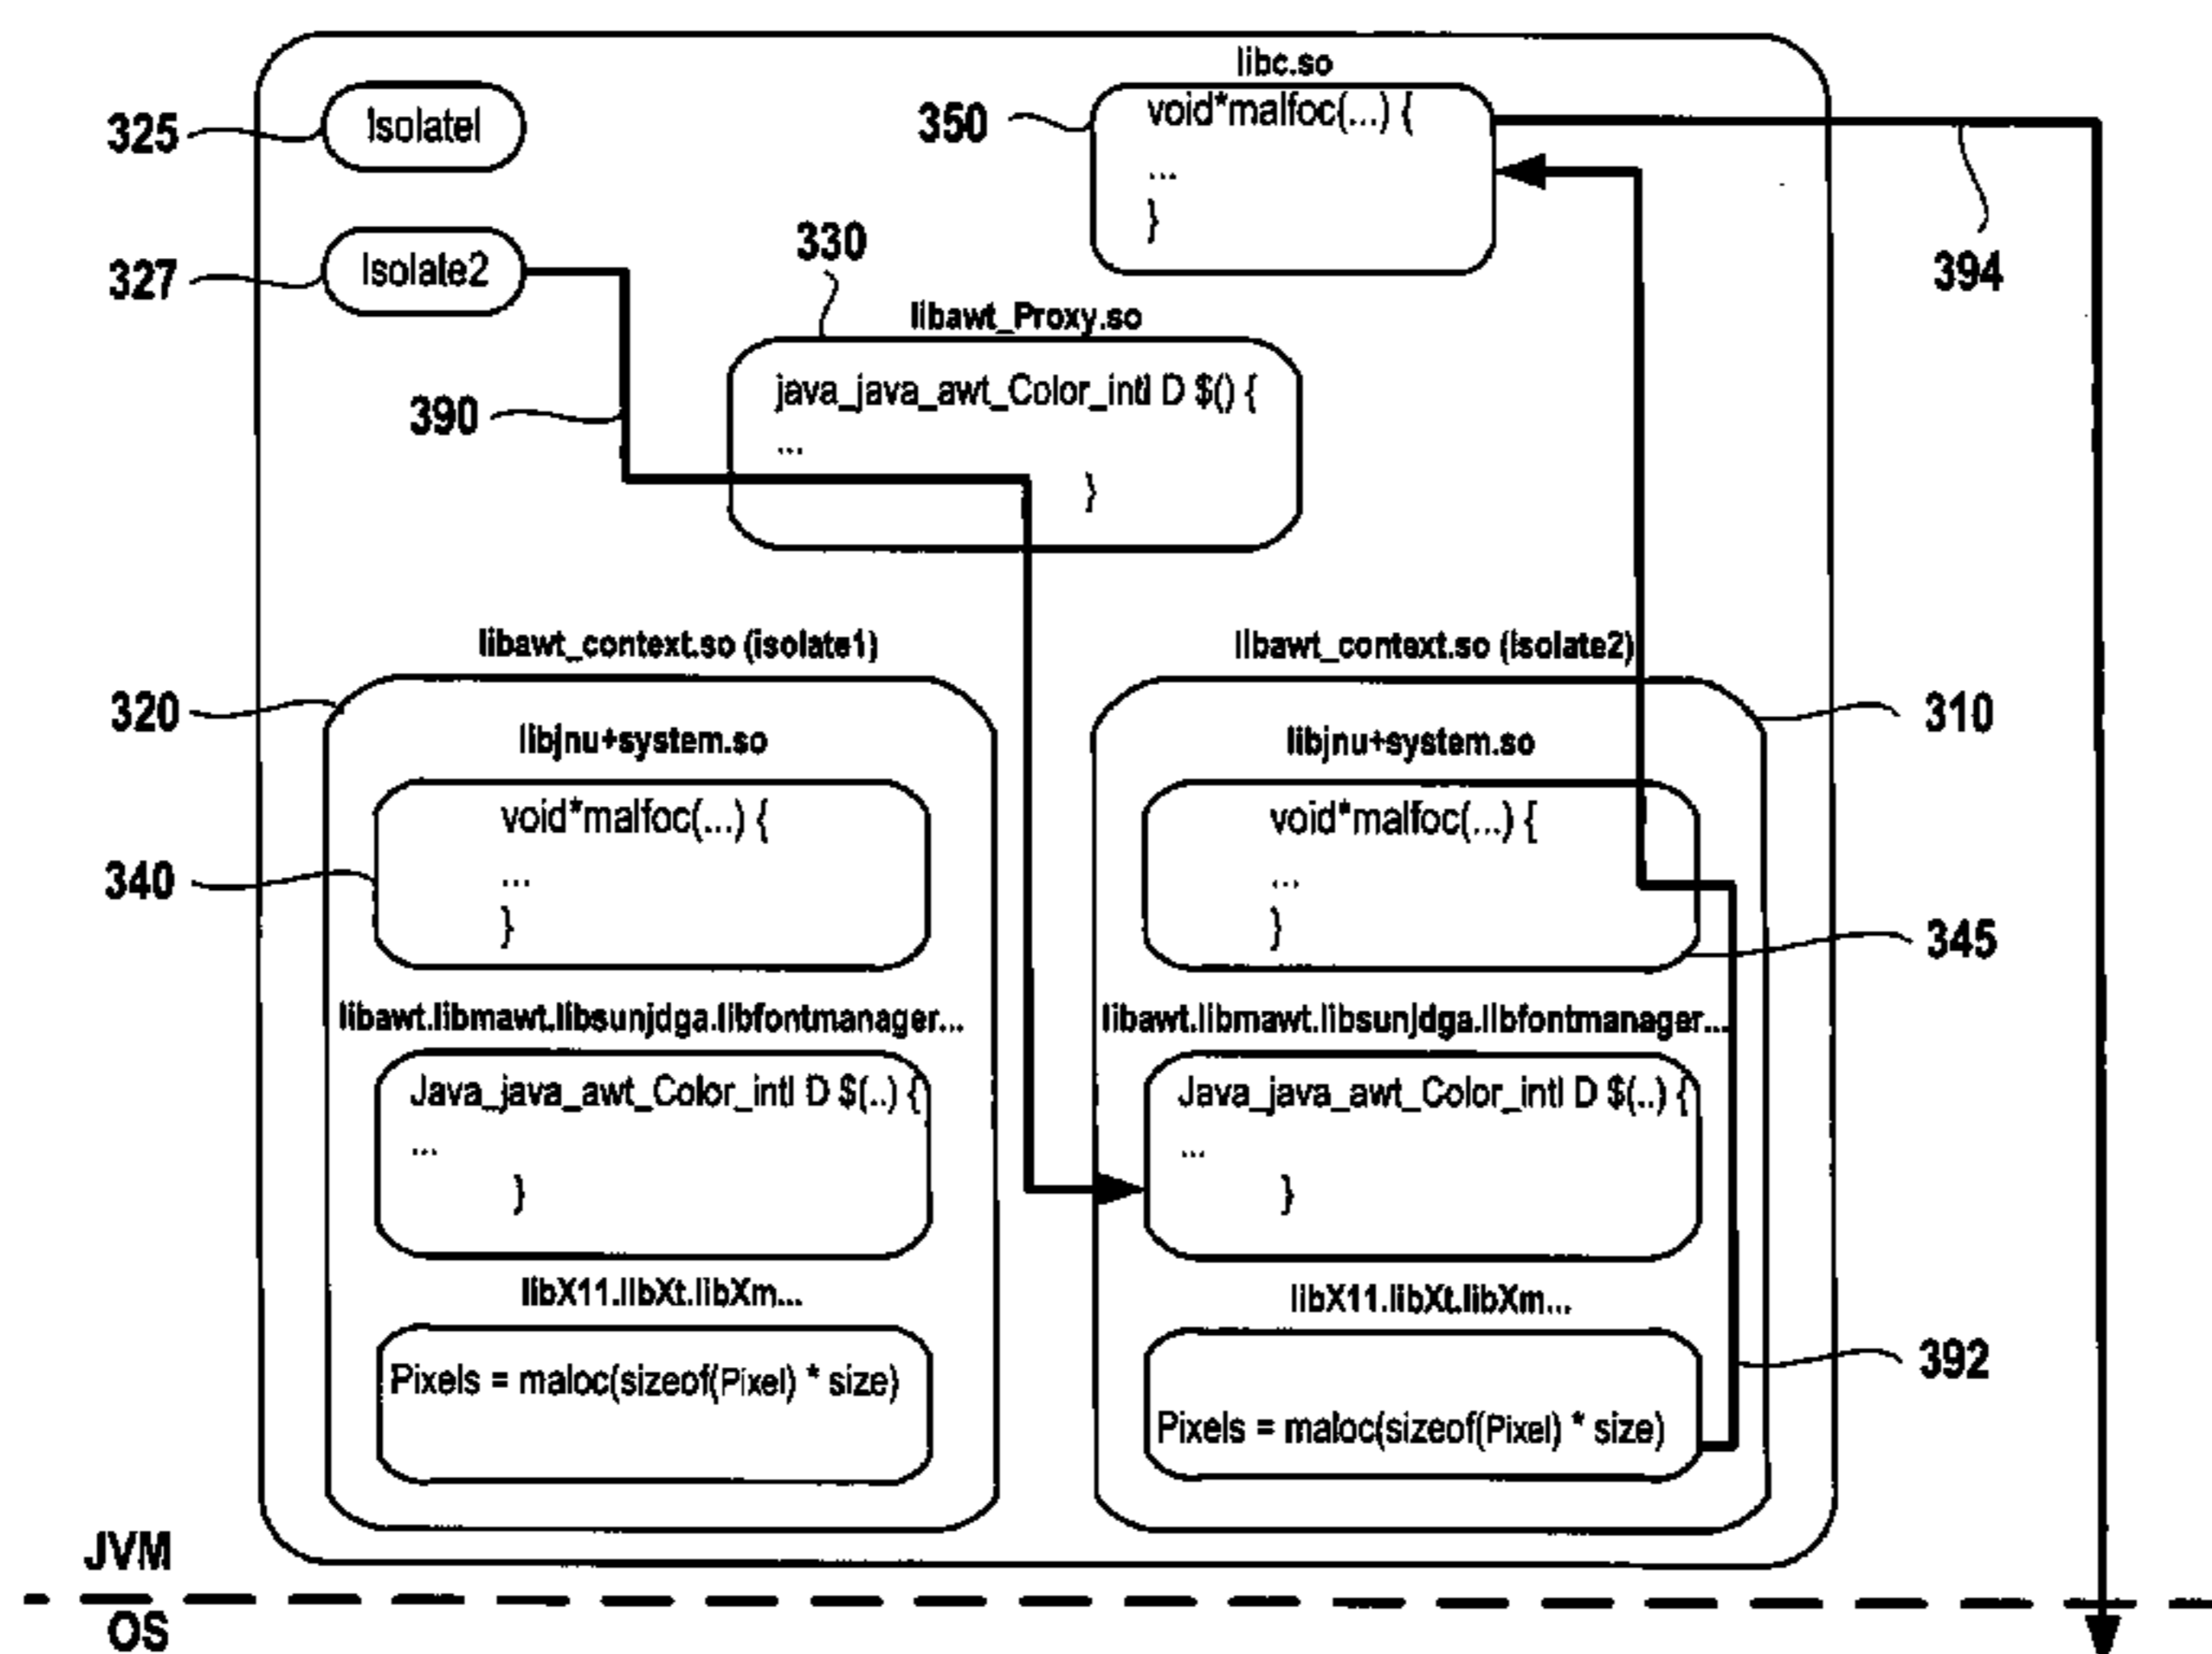 libc.so
325
IsolateI
350
void*malfoc(...) {
...
}
394
327
Isolate2
330
libawt_Proxy.so
java_java_awt_Color_intl D $() {
...
}
390
libawt_context.so (isolate1)
320
libjnu+system.so
void*malfoc(...) {
...
}
340
libawt.libmawt.libsunjdga.libfontmanager...
Java_java_awt_Color_intl D $(..) {
...
}
libX11.libXt.libXm...
Pixels = maloc(sizeof(Pixel) * size)
libawt_context.so (Isolate2)
310
libjnu+system.so
void*malfoc(...) {
...
}
345
libawt.libmawt.libsunjdga.libfontmanager...
Java_java_awt_Color_intl D $(..) {
...
}
libX11.libXt.libXm...
392
Pixels = maloc(sizeof(Pixel) * size)
JVM
OS